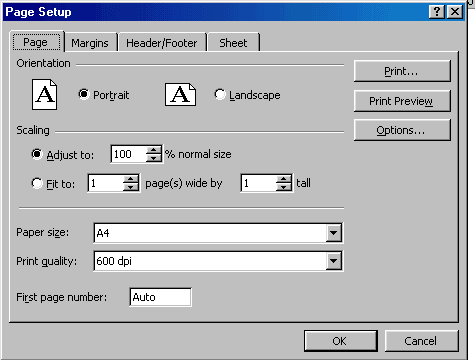 Page Setup
Page Margins Header/Footer Sheet
Orientation
A Portrait A Landscape
Print...
Print Preview
Options...
Scaling
Adjust to: 100 % normal size
Fit to: 1 page(s) wide by 1 tall
Paper size: A4
Print quality: 600 dpi
First page number: Auto
OK Cancel